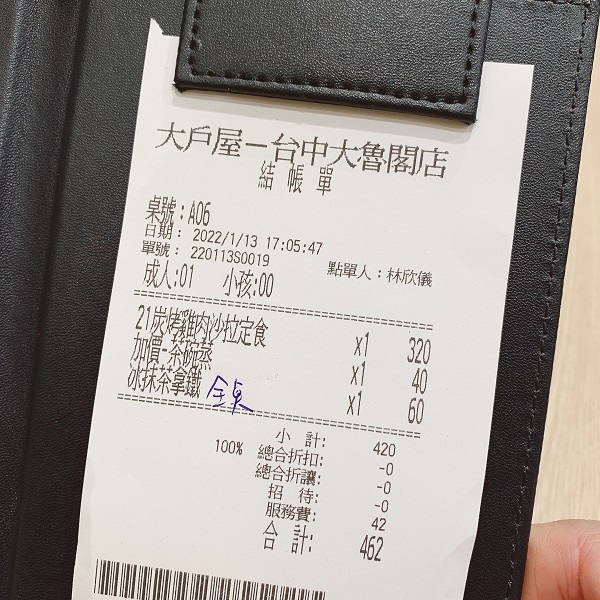 大戶屋－台中大魯閣店
結帳單
桌號：A06
日期： 2022/1/13 17:05:47
單號： 220113S0019 點單人：林欣儀
成人：01 小孩：00
21炭烤雞肉沙拉定食 x1 320
加價-茶碗蒸 x1 40
冰抹茶拿鐵 x1 60
小 計： 420
100% 總合折扣： -0
總合折讓： -0
招 待： -0
服務費： 42
合 計： 462